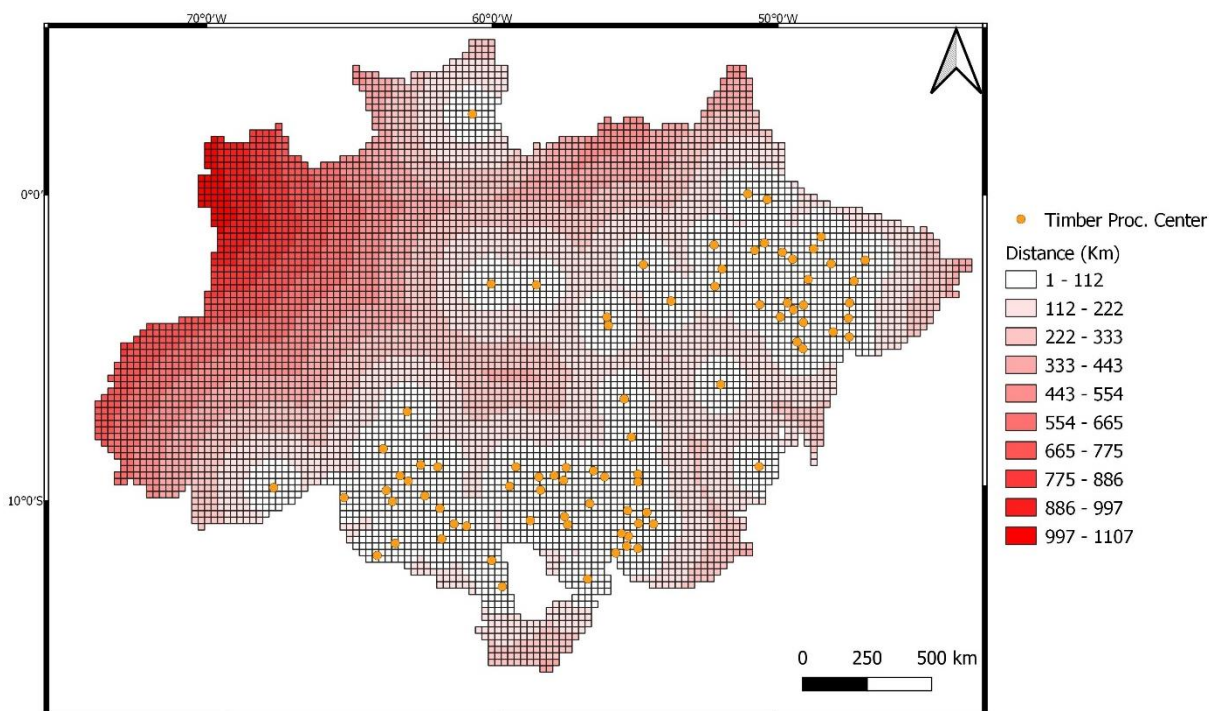 70°0'W 60°0'W 50°0'W
0°0'
10°0'S
Timber Proc. Center
Distance (Km)
1 - 112
112 - 222
222 - 333
333 - 443
443 - 554
554 - 665
665 - 775
775 - 886
886 - 997
997 - 1107
0 250 500 km